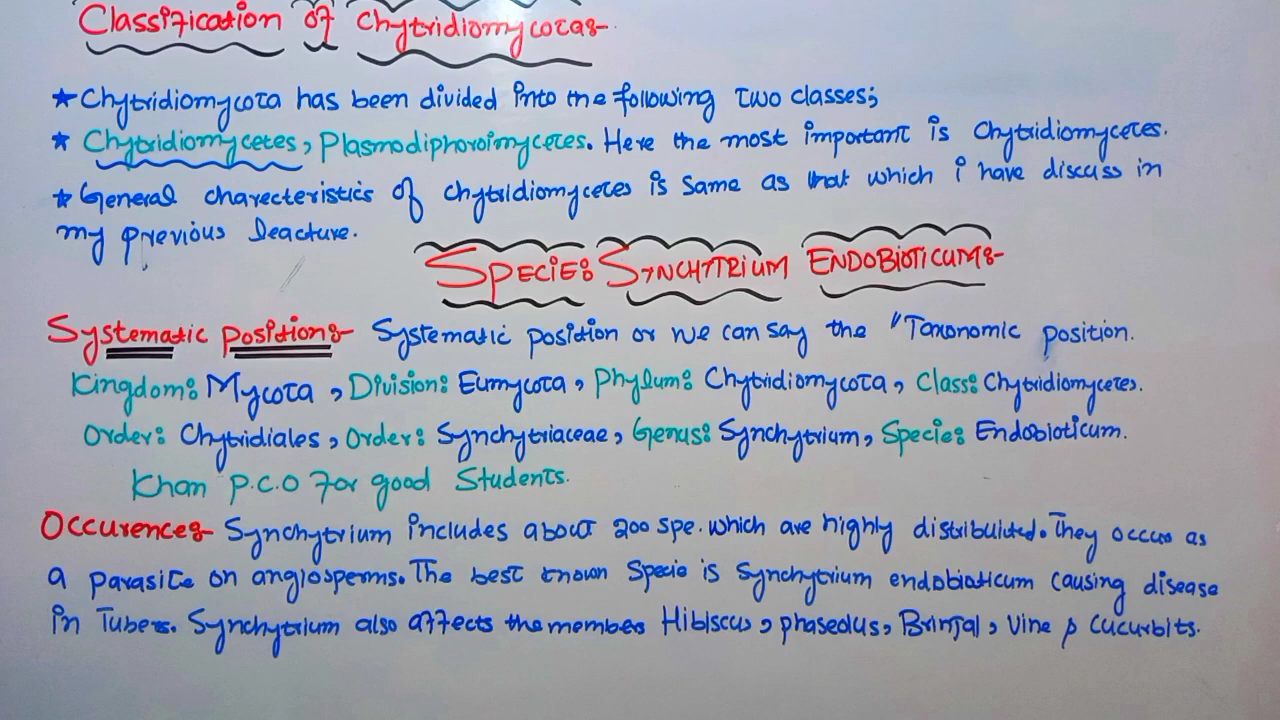 Classification of Chytridiomycotas-
* Chytridiomycota has been divided into the following two classes;
* Chytridiomycetes, Plasmodiphoroimycetes. Here the most important is Chytridiomycetes.
* General charecteristics of Chytridiomycetes is same as that which i have discuss in
my previous leacture.
Specie: SYNCHYTRIUM ENDOBIOTICUM:-
Systematic position:- Systematic position or we can say the "Taxonomic position.
Kingdom: Mycota, Division: Eumycota, Phylum: Chytridiomycota, Class: Chytridiomycetes.
Order: Chytridiales, Order: Synchytriaceae, Genus: Synchytrium, Specie: Endobioticum.
Khan P.C.O for good Students.
Occurence:- Synchytrium includes about 200 spe. which are highly distribuited. They occur as
a parasite on angiosperms. The best known Specie is Synchytrium endobioticum causing disease
in Tubers. Synchytrium also affects the members Hibiscus, phaseolus, Brinjal, vine & cucurbits.